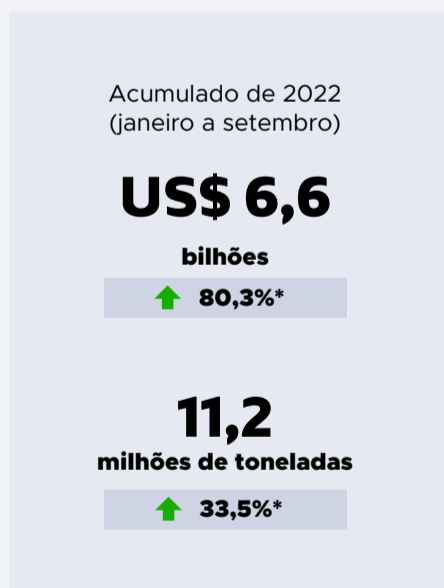 Acumulado de 2022
(janeiro a setembro)
US$ 6,6
bilhões
80,3%*
11,2
milhões de toneladas
33,5%*